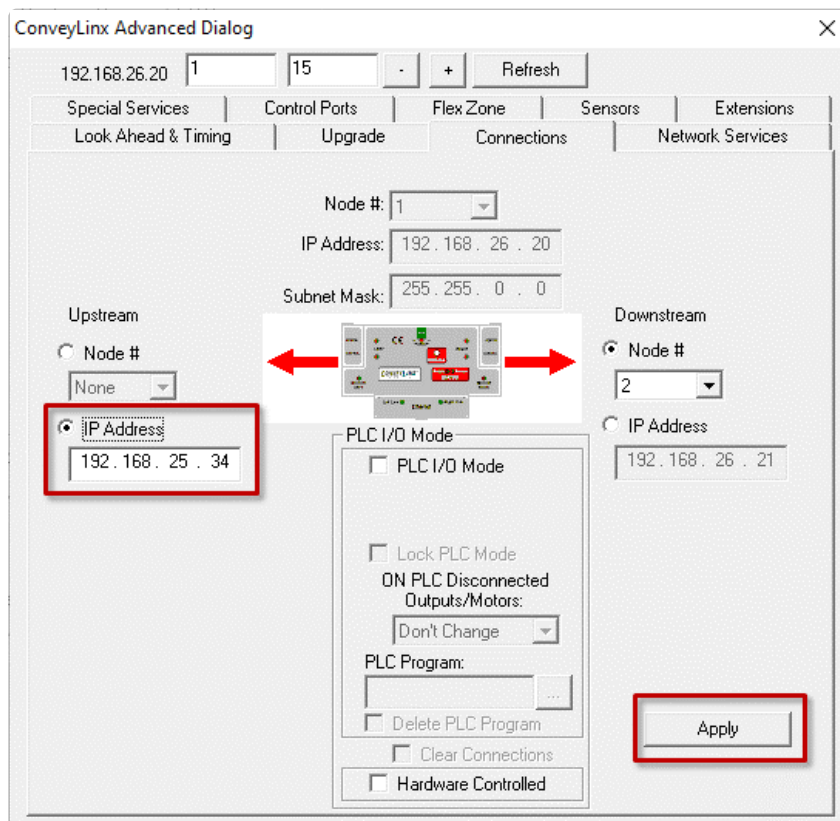 ConveyLinx Advanced Dialog
192.168.26.20 1 15 - + Refresh
Special Services Control Ports Flex Zone Sensors Extensions
Look Ahead & Timing Upgrade Connections Network Services
Node #: 1
IP Address: 192 . 168 . 26 . 20
Subnet Mask: 255 . 255 . 0 . 0
Upstream
Node #
None
IP Address
192 . 168 . 25 . 34
Downstream
Node #
2
IP Address
192 . 168 . 26 . 21
PLC I/O Mode
PLC I/O Mode
Lock PLC Mode
ON PLC Disconnected
Outputs/Motors:
Don't Change
PLC Program:
...
Delete PLC Program
Clear Connections
Hardware Controlled
Apply